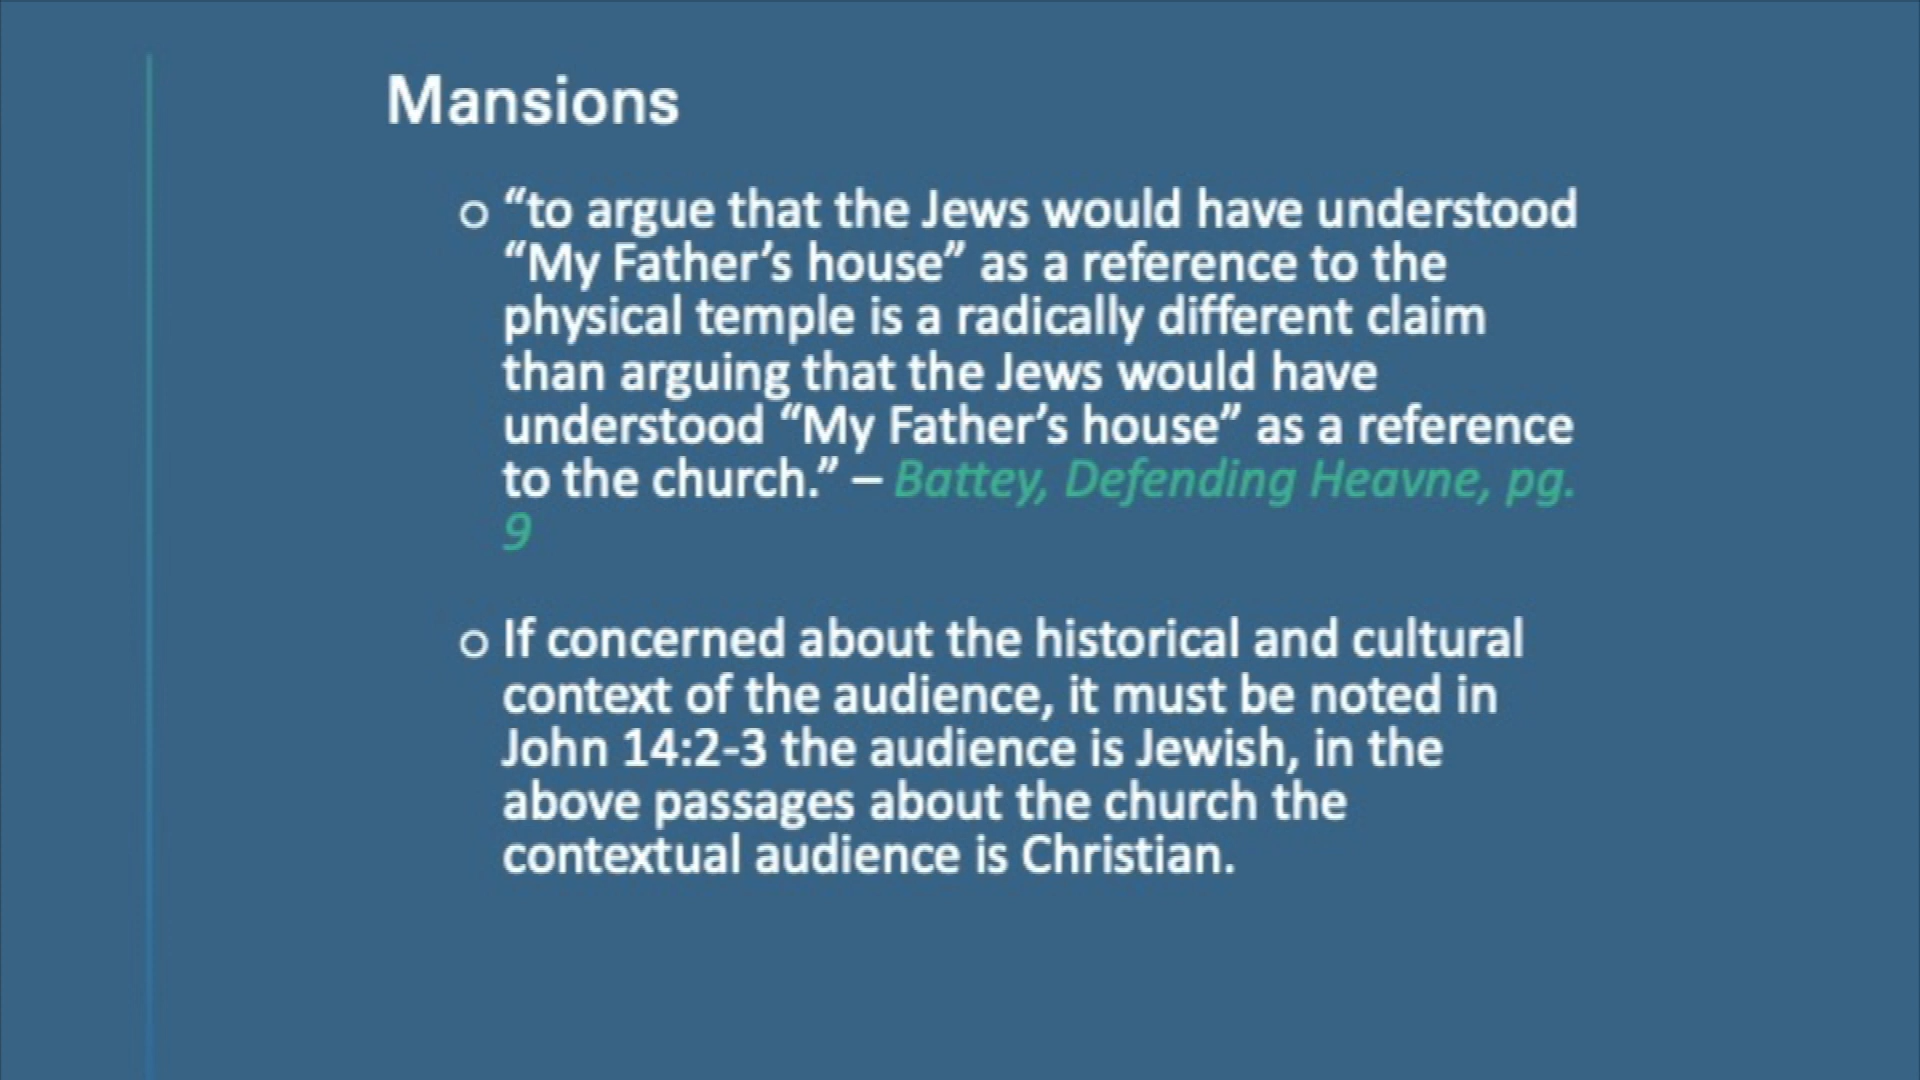 Mansions
o “to argue that the Jews would have understood
“My Father’s house” as a reference to the
physical temple is a radically different claim
than arguing that the Jews would have
understood “My Father’s house” as a reference
to the church.” – Battey, Defending Heavne, pg.
9
o If concerned about the historical and cultural
context of the audience, it must be noted in
John 14:2-3 the audience is Jewish, in the
above passages about the church the
contextual audience is Christian.